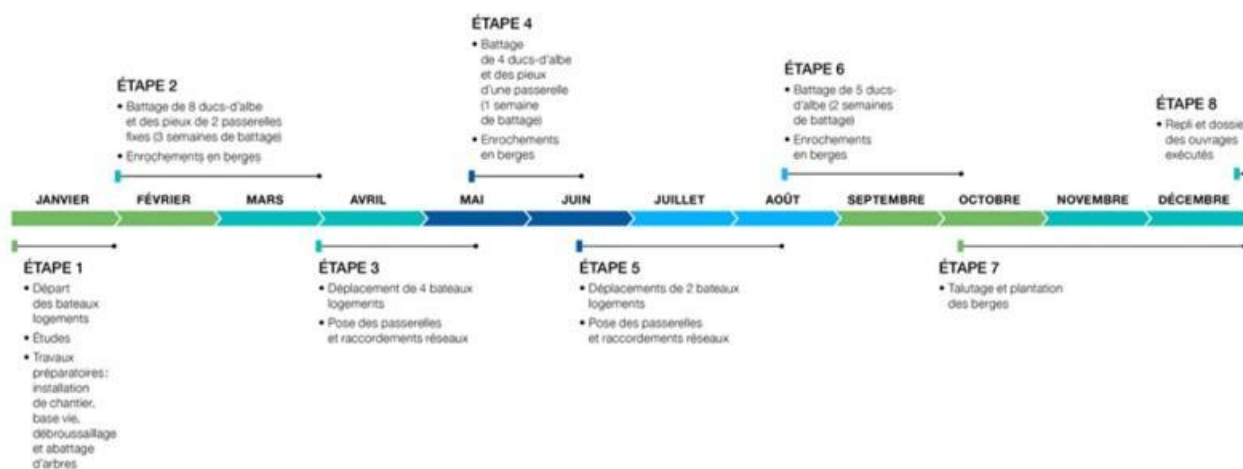 ÉTAPE 4
• Battage
de 4 ducs-d'albe
et des pieux
d'une passerelle
(1 semaine
de battage)
• Enrochements
en berges
ÉTAPE 2
• Battage de 8 ducs-d'albe
et des pieux de 2 passerelles
fixes (3 semaines de battage)
• Enrochements en berges
ÉTAPE 6
• Battage de 5 ducs-
d'albe (2 semaines
de battage)
• Enrochements
en berges
ÉTAPE 8
• Repli et dossier
des ouvrages
exécutés
JANVIER FÉVRIER MARS AVRIL MAI JUIN JUILLET AOÛT SEPTEMBRE OCTOBRE NOVEMBRE DÉCEMBRE
ÉTAPE 1
• Départ
des bateaux
logements
• Études
• Travaux
préparatoires :
installation
de chantier,
base vie,
débroussaillage
et abattage
d'arbres
ÉTAPE 3
• Déplacement de 4 bateaux
logements
• Pose des passerelles
et raccordements réseaux
ÉTAPE 5
• Déplacements de 2 bateaux
logements
• Pose des passerelles
et raccordements réseaux
ÉTAPE 7
• Talutage et plantation
des berges